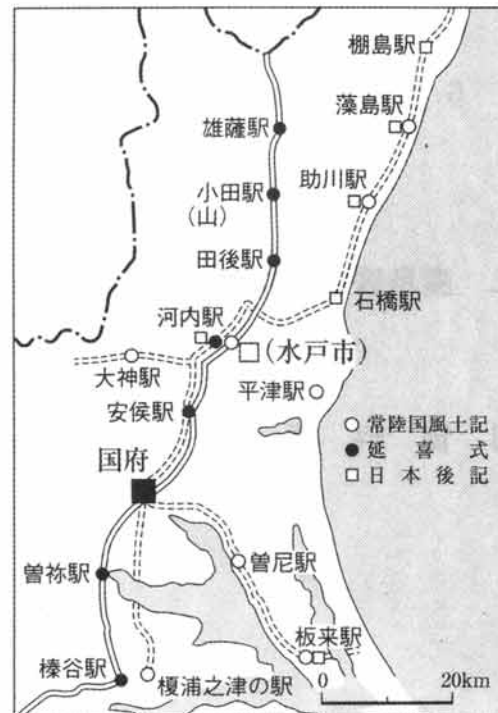 棚島駅
藻島駅
雄薩駅
助川駅
小田駅
(山)
田後駅
石橋駅
河内駅
(水戸市)
大神駅
平津駅
安侯駅
常陸国風土記
延喜式
日本後記
国府
曽祢駅
曽尼駅
板来駅
榛谷駅
榎浦之津の駅
0 20km